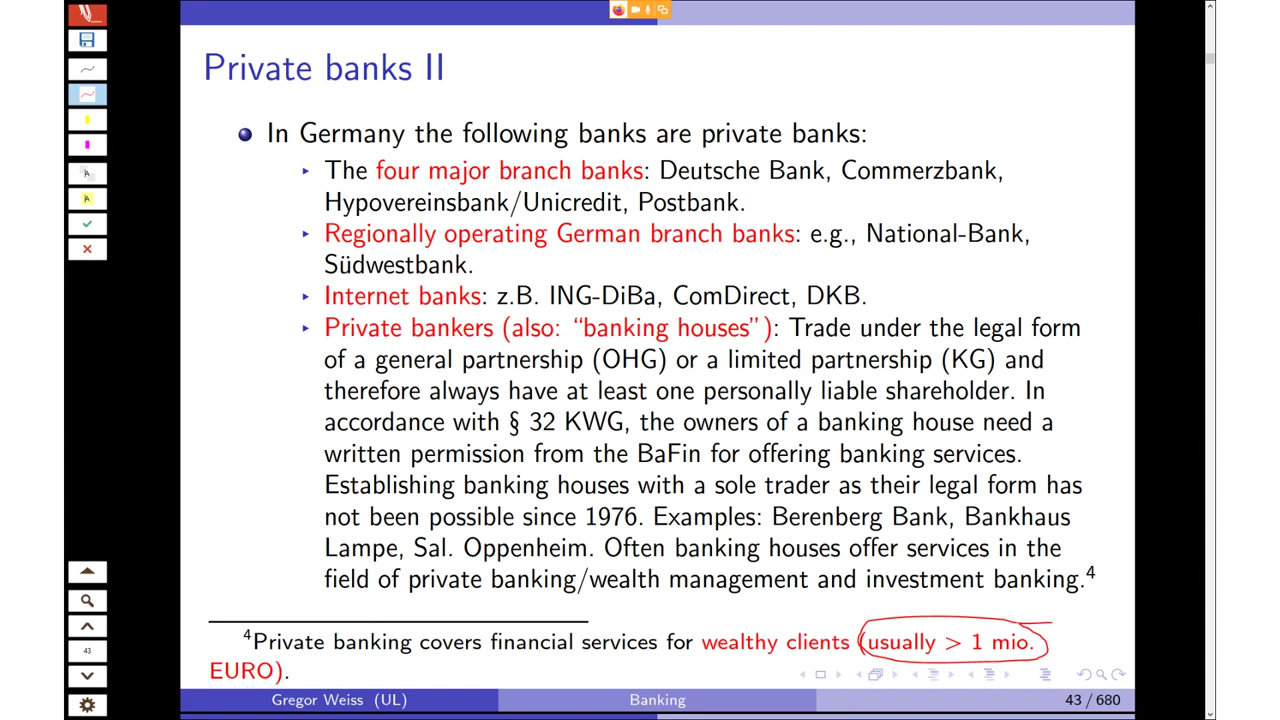 Private banks II
In Germany the following banks are private banks:
The four major branch banks: Deutsche Bank, Commerzbank,
Hypovereinsbank/Unicredit, Postbank.
Regionally operating German branch banks: e.g., National-Bank,
Südwestbank.
Internet banks: z.B. ING-DiBa, ComDirect, DKB.
Private bankers (also: “banking houses”): Trade under the legal form
of a general partnership (OHG) or a limited partnership (KG) and
therefore always have at least one personally liable shareholder. In
accordance with § 32 KWG, the owners of a banking house need a
written permission from the BaFin for offering banking services.
Establishing banking houses with a sole trader as their legal form has
not been possible since 1976. Examples: Berenberg Bank, Bankhaus
Lampe, Sal. Oppenheim. Often banking houses offer services in the
field of private banking/wealth management and investment banking.4
4Private banking covers financial services for wealthy clients (usually > 1 mio.
EURO).
43
Gregor Weiss (UL) Banking 43 / 680